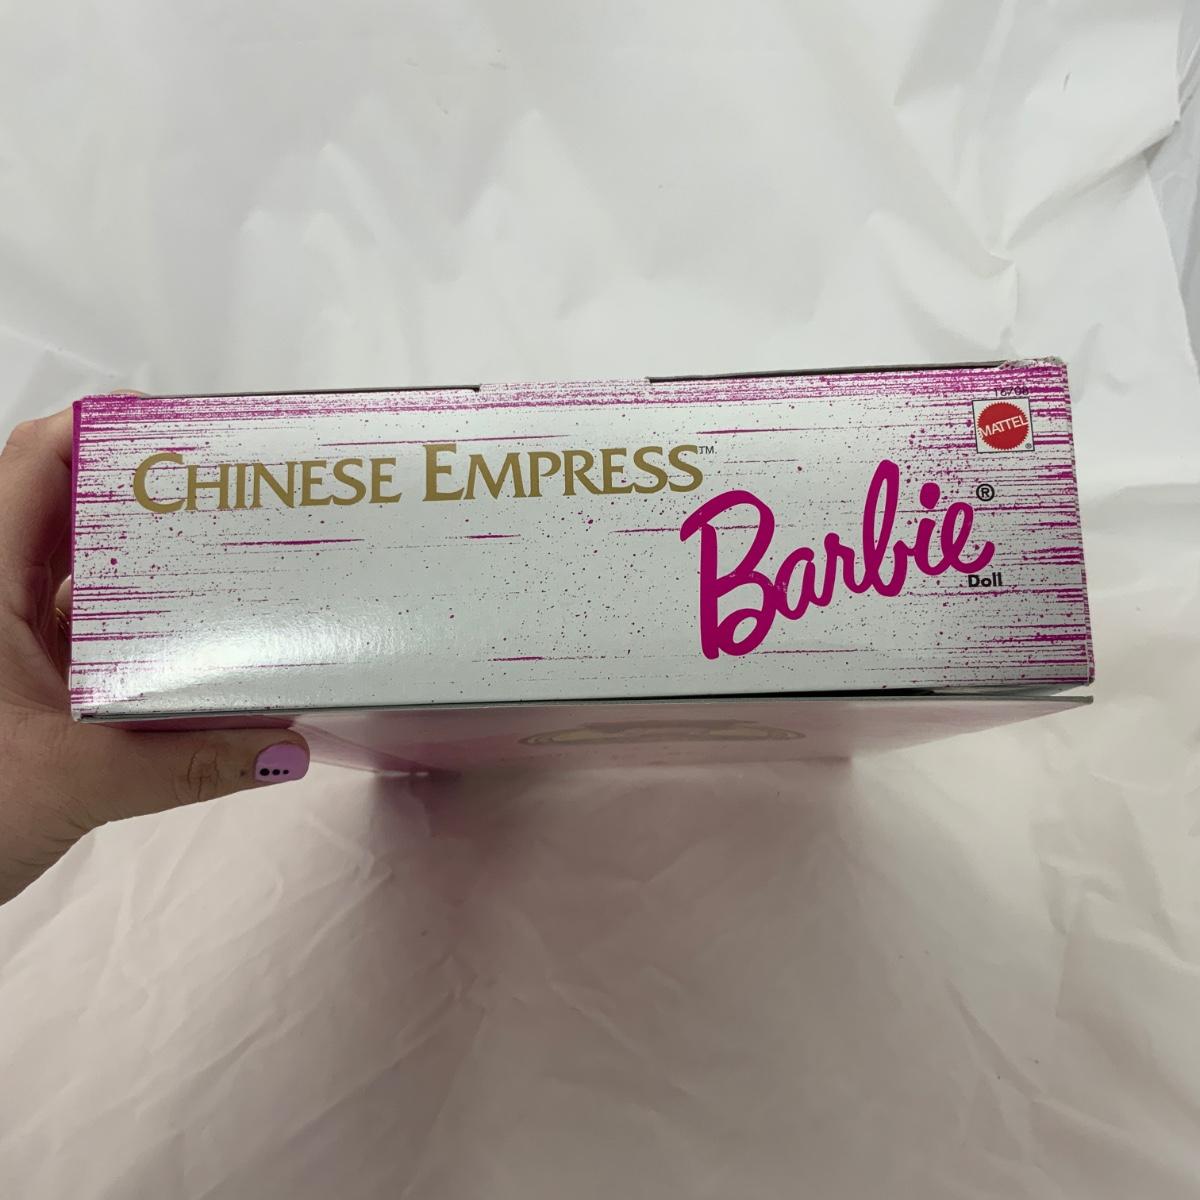 MATTEL
®
CHINESE EMPRESS™
Barbie®
Doll